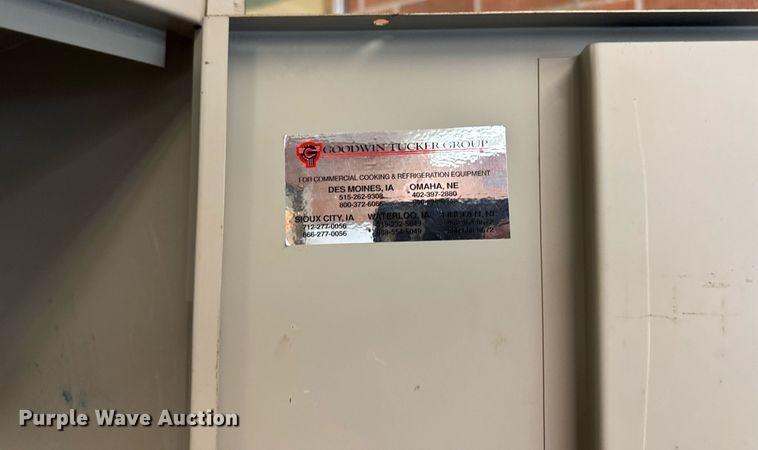 GOODWIN TUCKER GROUP
FOR COMMERCIAL COOKING & REFRIGERATION EQUIPMENT
DES MOINES, IA OMAHA, NE
515-262-9308 402-397-2880
800-372-6066
SIOUX CITY, IA WATERLOO, IA
712-277-0056
866-277-0056
Purple Wave Auction